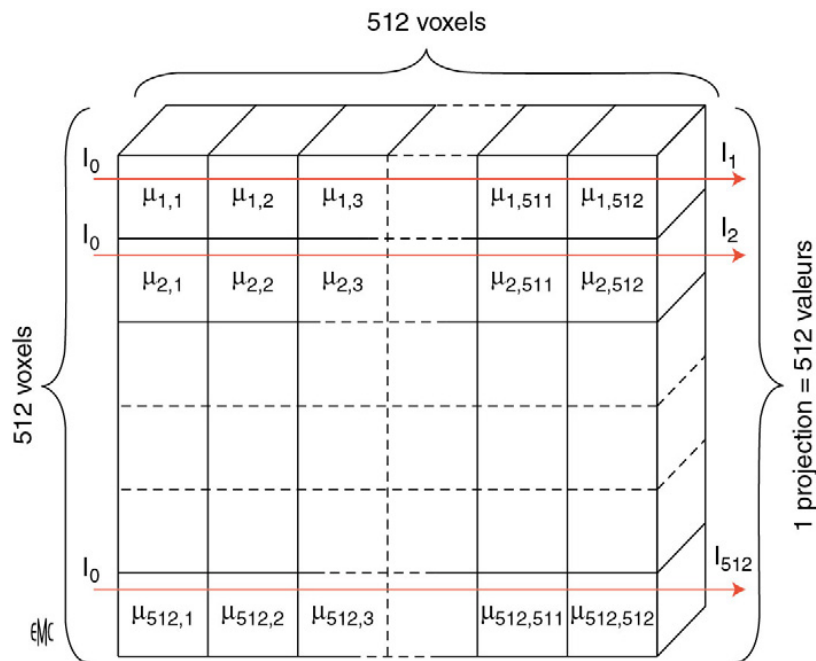 512 voxels
I₀ I₁
μ₁,₁ μ₁,₂ μ₁,₃ μ₁,₅₁₁ μ₁,₅₁₂
I₀ I₂
μ₂,₁ μ₂,₂ μ₂,₃ μ₂,₅₁₁ μ₂,₅₁₂
512 voxels
1 projection = 512 valeurs
I₀ I₅₁₂
μ₅₁₂,₁ μ₅₁₂,₂ μ₅₁₂,₃ μ₅₁₂,₅₁₁ μ₅₁₂,₅₁₂
EMC